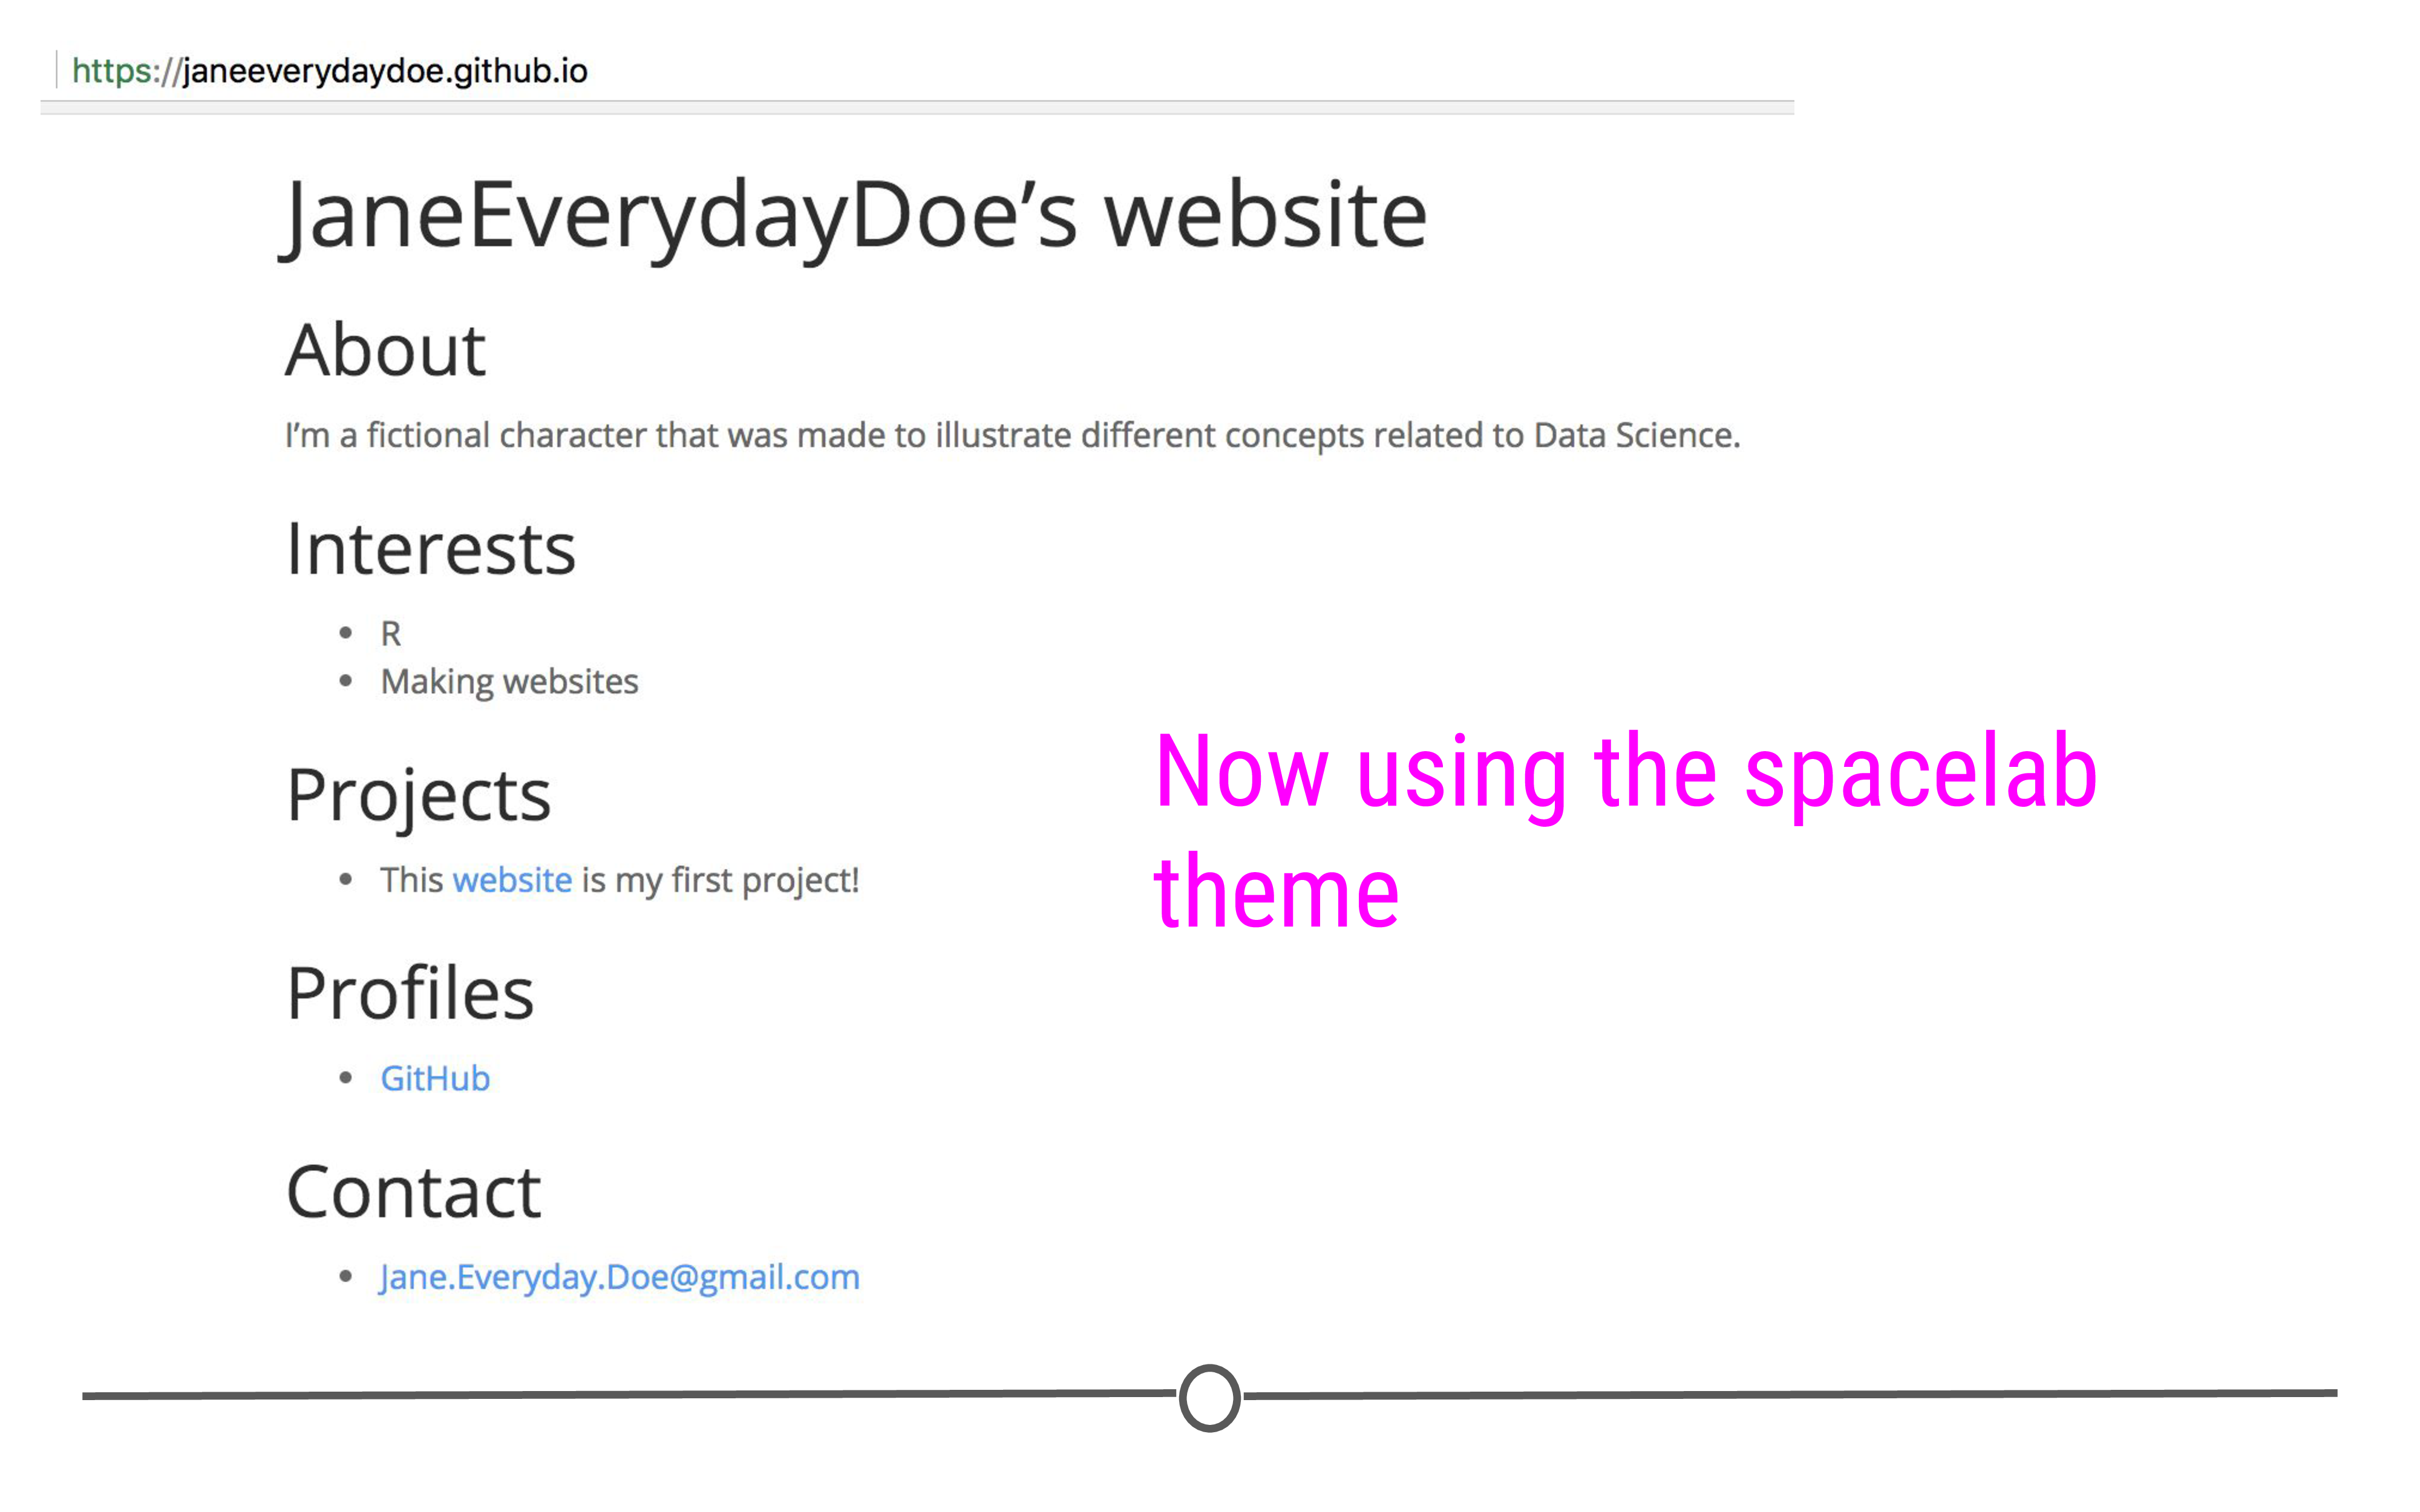 https://janeeverydaydoe.github.io
JaneEverydayDoe’s website
About
I’m a fictional character that was made to illustrate different concepts related to Data Science.
Interests
R
Making websites
Projects
This website is my first project!
Profiles
GitHub
Contact
Jane.Everyday.Doe@gmail.com
Now using the spacelab
theme